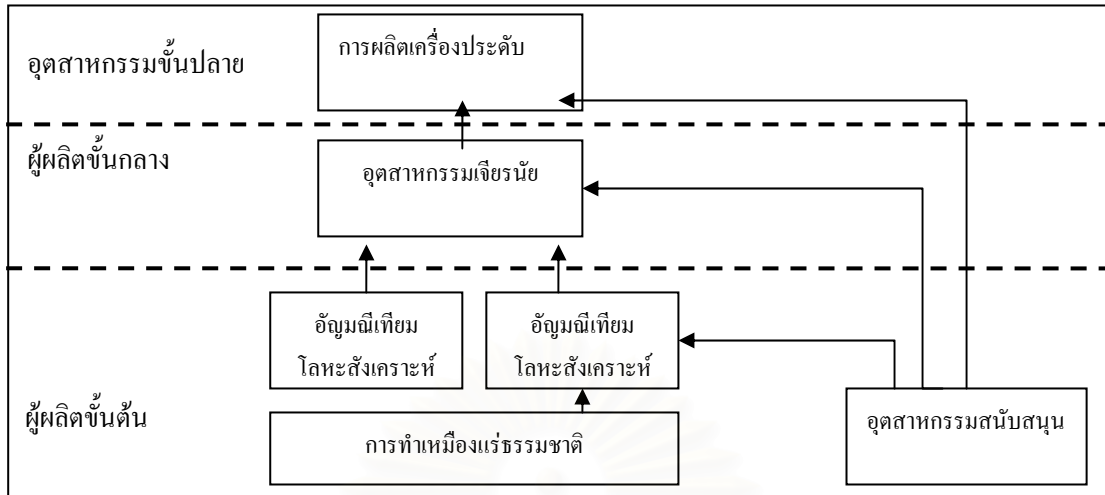 การผลิตเครื่องประดับ
อุตสาหกรรมขั้นปลาย
ผู้ผลิตขั้นกลาง
อุตสาหกรรมเจียรนัย
อัญมณีเทียม
โลหะสังเคราะห์
อัญมณีเทียม
โลหะสังเคราะห์
ผู้ผลิตขั้นต้น
อุตสาหกรรมสนับสนุน
การทำเหมืองแร่ธรรมชาติ